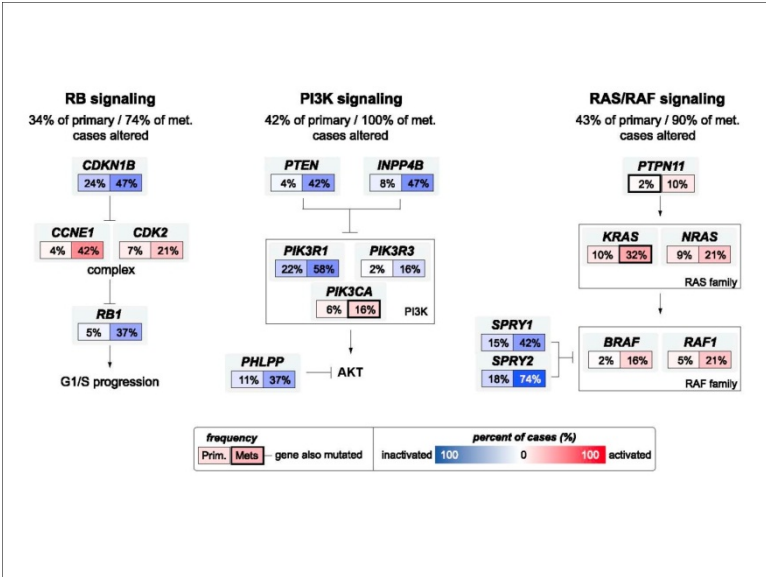 RB signaling
34% of primary / 74% of met.
cases altered
CDKN1B
24% 47%
CCNE1 CDK2
4% 42% 7% 21%
complex
RB1
5% 37%
G1/S progression
PI3K signaling
42% of primary / 100% of met.
cases altered
PTEN INPP4B
4% 42% 8% 47%
PIK3R1 PIK3R3
22% 58% 2% 16%
PIK3CA
6% 16% PI3K
PHLPP
11% 37% AKT
RAS/RAF signaling
43% of primary / 90% of met.
cases altered
PTPN11
2% 10%
KRAS NRAS
10% 32% 9% 21%
RAS family
SPRY1
15% 42%
SPRY2
18% 74%
BRAF RAF1
2% 16% 5% 21%
RAF family
frequency
Prim. Mets gene also mutated
percent of cases (%)
inactivated 100 0 100 activated